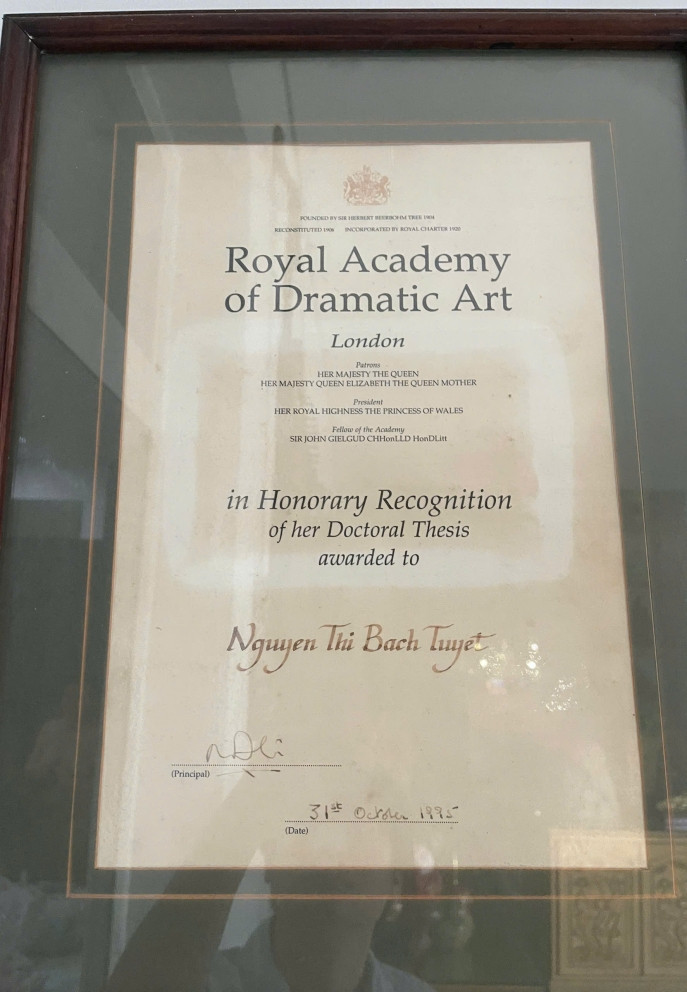 FOUNDED BY SIR HERBERT BEERBOHM TREE 1904
RECONSTITUTED 1906 INCORPORATED BY ROYAL CHARTER 1920
Royal Academy
of Dramatic Art
London
Patrons
HER MAJESTY THE QUEEN
HER MAJESTY QUEEN ELIZABETH THE QUEEN MOTHER
President
HER ROYAL HIGHNESS THE PRINCESS OF WALES
Fellow of the Academy
SIR JOHN GIELGUD CHHonLLD HonDLitt
in Honorary Recognition
of her Doctoral Thesis
awarded to
Nguyen Thi Bach Tuyet
(Principal)
31st October 1995
(Date)